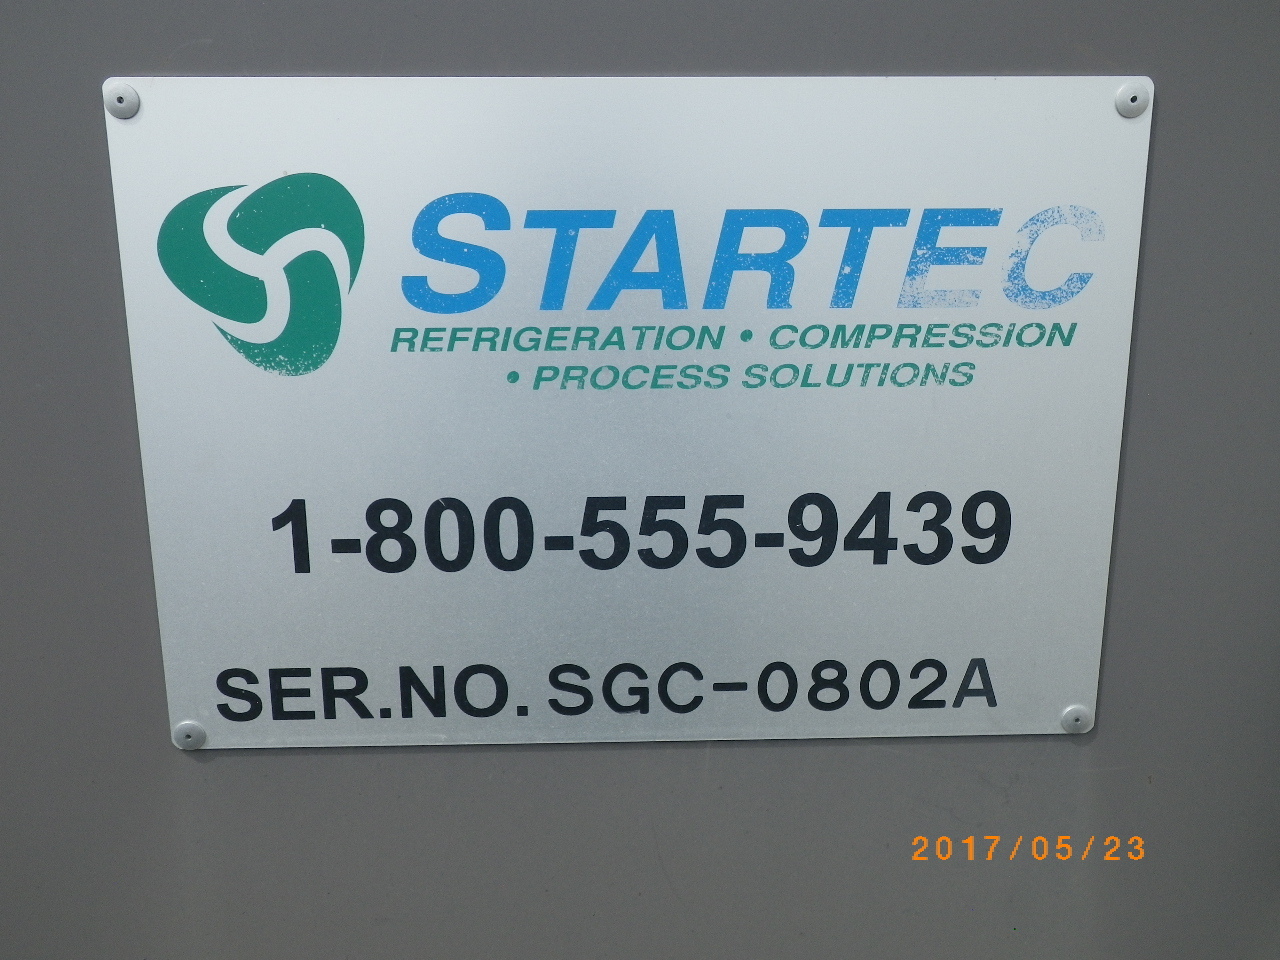 STARTEC
REFRIGERATION • COMPRESSION
• PROCESS SOLUTIONS
1-800-555-9439
SER.NO. SGC-0802A
2017/05/23